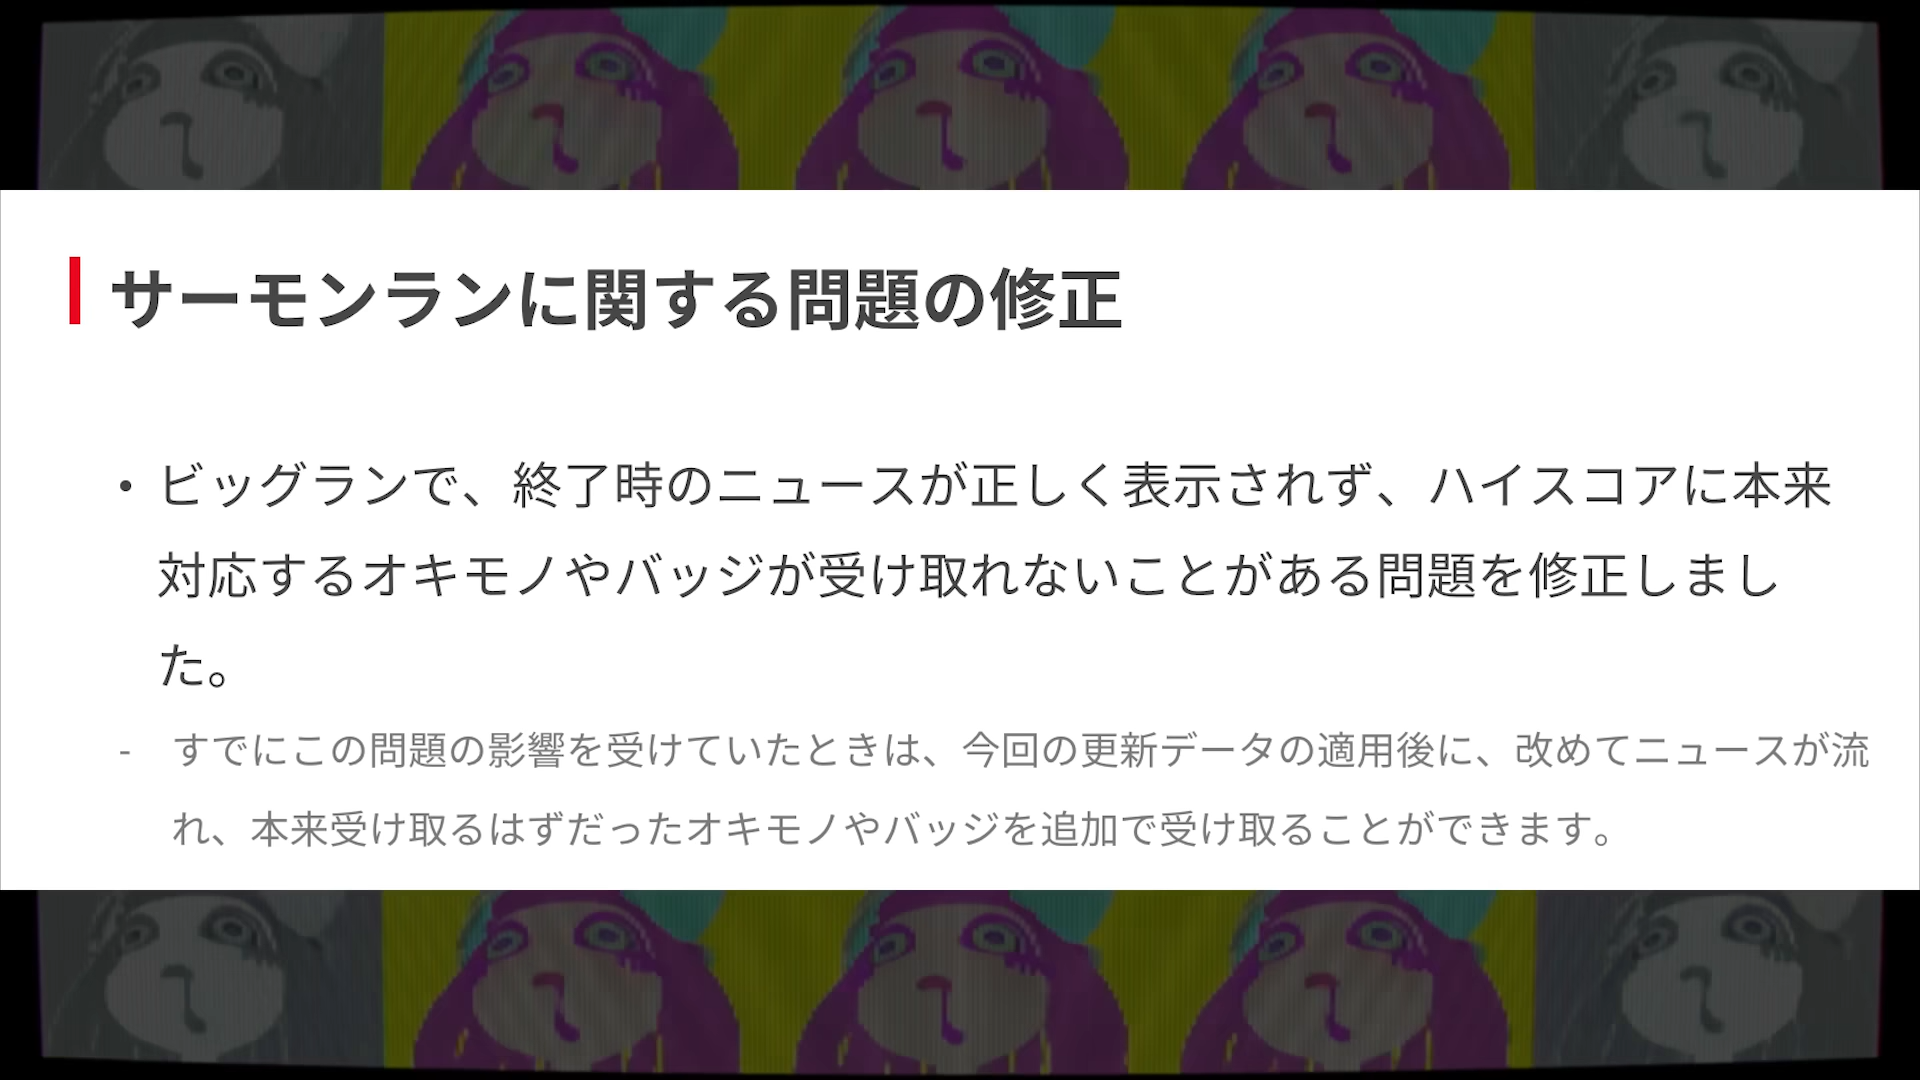 サーモンランに関する問題の修正
・ビッグランで、終了時のニュースが正しく表示されず、ハイスコアに本来
対応するオキモノやバッジが受け取れないことがある問題を修正しまし
た。
- すでにこの問題の影響を受けていたときは、今回の更新データの適用後に、改めてニュースが流
れ、本来受け取るはずだったオキモノやバッジを追加で受け取ることができます。